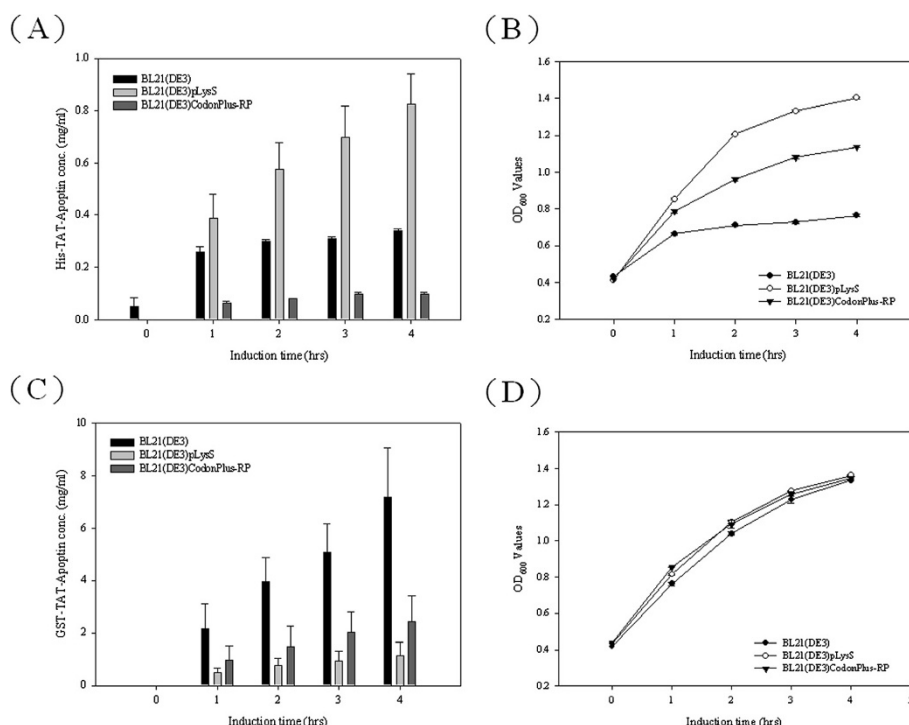 (A)
1.0
0.8
0.6
0.4
0.2
0.0
His-TAT-Apoptin conc. (mg/ml)
BL21(DE3)
BL21(DE3)pLysS
BL21(DE3)CodonPlus-RP
0 1 2 3 4
Induction time (hrs)
(B)
1.6
1.4
1.2
1.0
0.8
0.6
0.4
0.2
OD600 Values
BL21(DE3)
BL21(DE3)pLysS
BL21(DE3)CodonPlus-RP
0 1 2 3 4
Induction time (hrs)
(C)
10
8
6
4
2
0
GST-TAT-Apoptin conc. (mg/ml)
BL21(DE3)
BL21(DE3)pLysS
BL21(DE3)CodonPlus-RP
0 1 2 3 4
Induction time (hrs)
(D)
1.6
1.4
1.2
1.0
0.8
0.6
0.4
0.2
OD600 Values
BL21(DE3)
BL21(DE3)pLysS
BL21(DE3)CodonPlus-RP
0 1 2 3 4
Induction time (hrs)